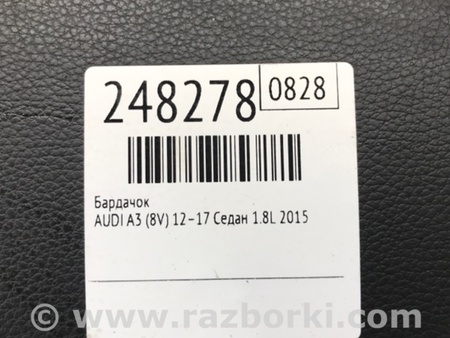 248278 0828
Бардачок
AUDI A3 (8V) 12-17 Седан 1.8L 2015
© www.razborki.com